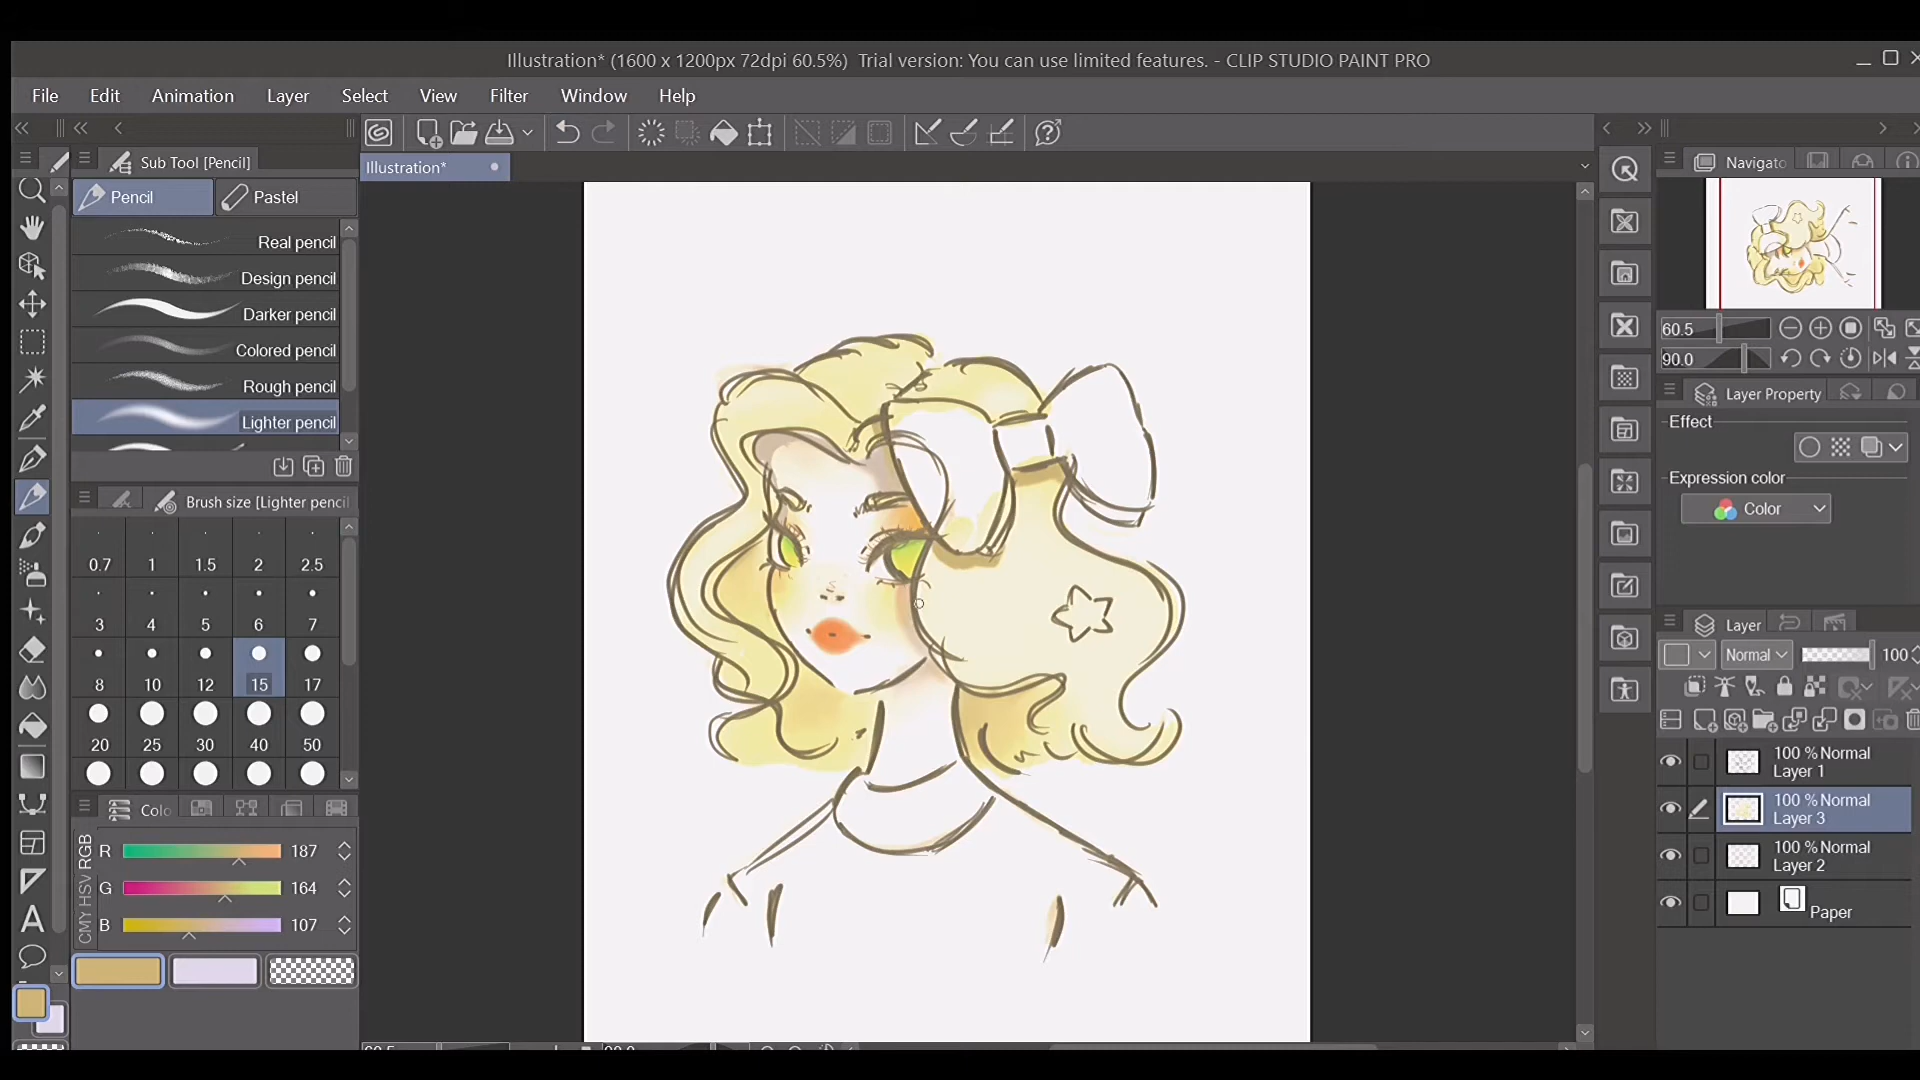 Illustration* (1600 x 1200px 72dpi 60.5%)  Trial version: You can use limited features. - CLIP STUDIO PAINT PRO
File Edit Animation Layer Select View Filter Window Help
Sub Tool [Pencil]
Illustration*
Navigato
Pencil Pastel
Real pencil
Design pencil
Darker pencil
Colored pencil
Rough pencil
Lighter pencil
60.5
90.0
Layer Property
Effect
Expression color
Color
Brush size [Lighter pencil
0.7 1 1.5 2 2.5
3 4 5 6 7
8 10 12 15 17
20 25 30 40 50
Layer
Normal 100
100 %Normal
Layer 1
100 %Normal
Layer 3
100 %Normal
Layer 2
Paper
Colo
CMY HSV RGB
R 187
G 164
B 107
A